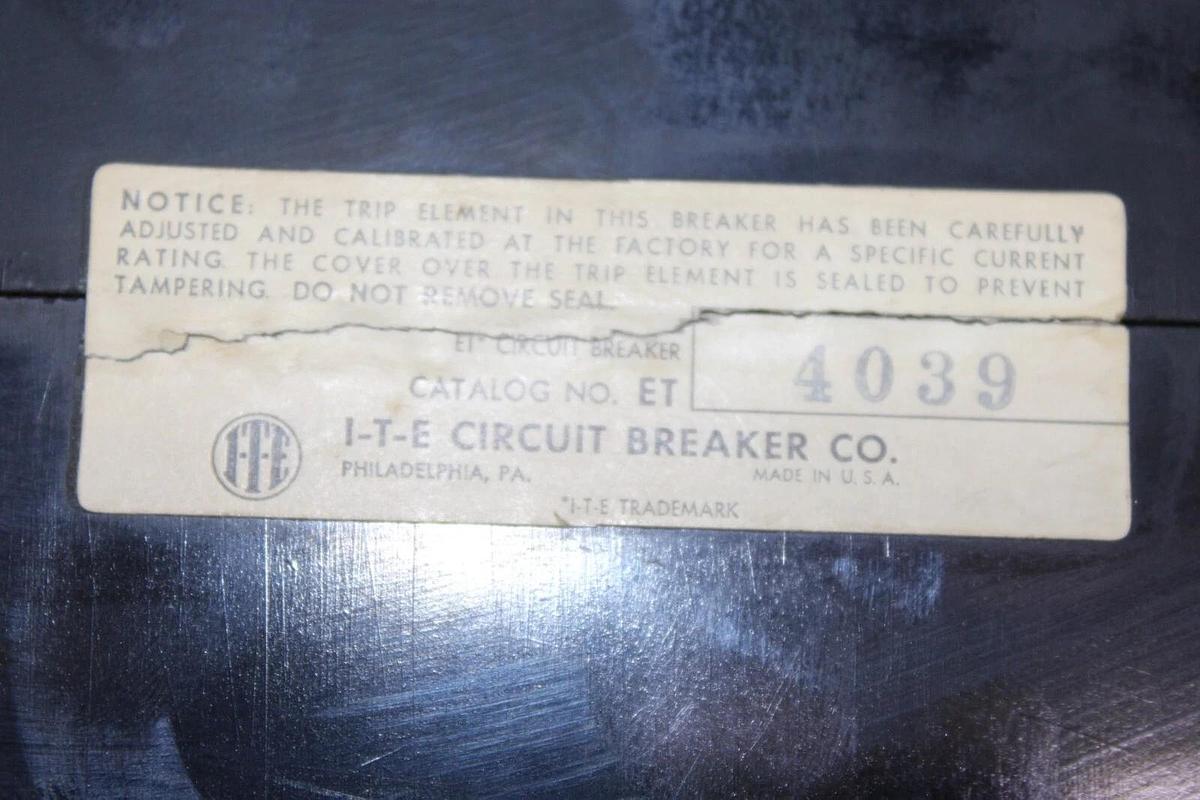 NOTICE: THE TRIP ELEMENT IN THIS BREAKER HAS BEEN CAREFULLY
ADJUSTED AND CALIBRATED AT THE FACTORY FOR A SPECIFIC CURRENT
RATING. THE COVER OVER THE TRIP ELEMENT IS SEALED TO PREVENT
TAMPERING. DO NOT REMOVE SEAL.
ET* CIRCUIT BREAKER
CATALOG NO. ET 4039
I-T-E
I-T-E CIRCUIT BREAKER CO.
PHILADELPHIA, PA. MADE IN U.S.A.
*I-T-E TRADEMARK